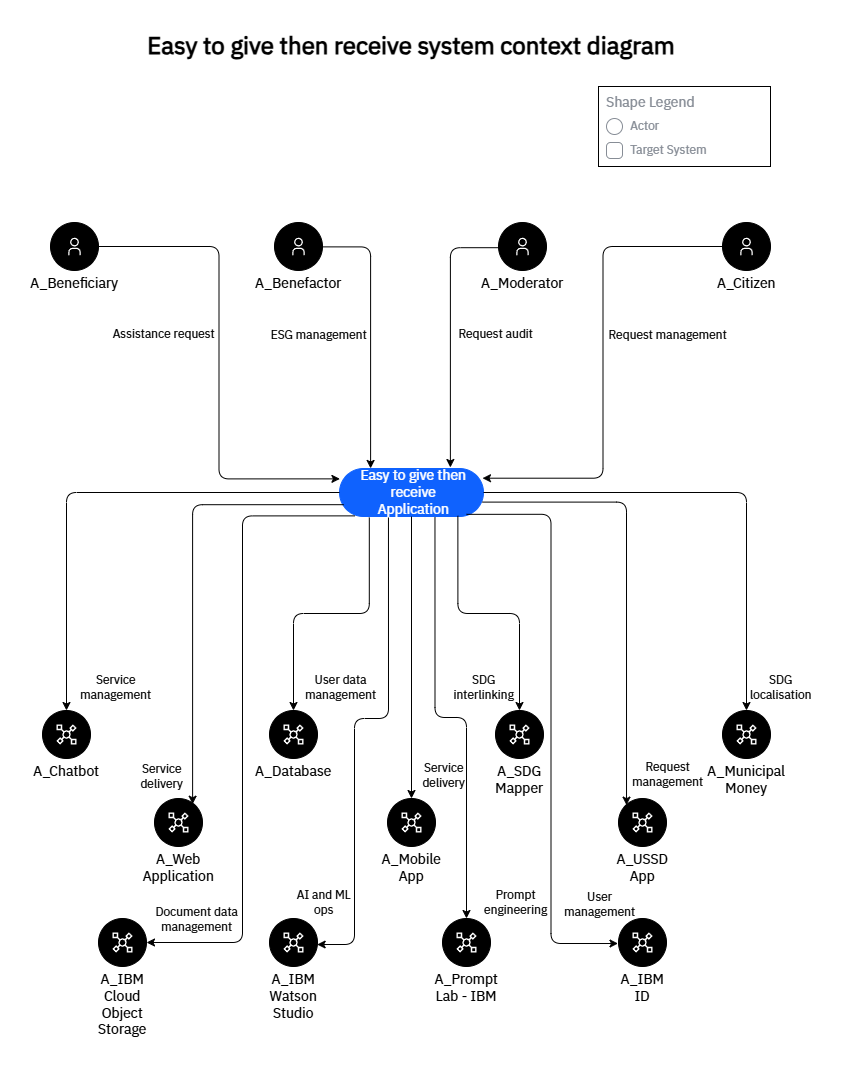 Easy to give then receive system context diagram
Shape Legend
Actor
Target System
A_Beneficiary
A_Benefactor
A_Moderator
A_Citizen
Assistance request
ESG management
Request audit
Request management
Easy to give then
receive
Application
Service
management
User data
management
SDG
interlinking
SDG
localisation
A_Chatbot
A_Database
A_SDG
Mapper
A_Municipal
Money
Service
delivery
Service
delivery
Request
management
A_Web
Application
A_Mobile
App
A_USSD
App
Document data
management
AI and ML
ops
Prompt
engineering
User
management
A_IBM
Cloud
Object
Storage
A_IBM
Watson
Studio
A_Prompt
Lab - IBM
A_IBM
ID